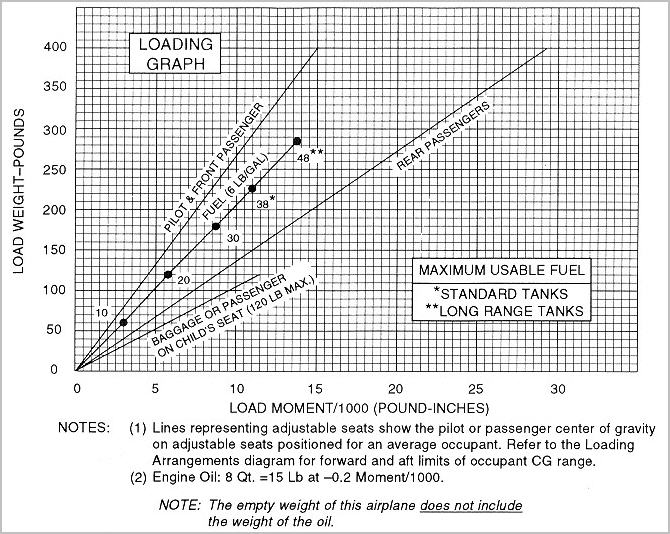 LOADING
GRAPH
LOAD WEIGHT–POUNDS
400
350
300
250
200
150
100
50
0
PILOT & FRONT PASSENGER
FUEL (6 LB/GAL)
REAR PASSENGERS
BAGGAGE OR PASSENGER
ON CHILD'S SEAT (120 LB MAX.)
48**
38*
30
20
10
MAXIMUM USABLE FUEL
*STANDARD TANKS
**LONG RANGE TANKS
0 5 10 15 20 25 30
LOAD MOMENT/1000 (POUND-INCHES)
NOTES: (1) Lines representing adjustable seats show the pilot or passenger center of gravity
on adjustable seats positioned for an average occupant. Refer to the Loading
Arrangements diagram for forward and aft limits of occupant CG range.
(2) Engine Oil: 8 Qt. =15 Lb at –0.2 Moment/1000.
NOTE: The empty weight of this airplane does not include
the weight of the oil.